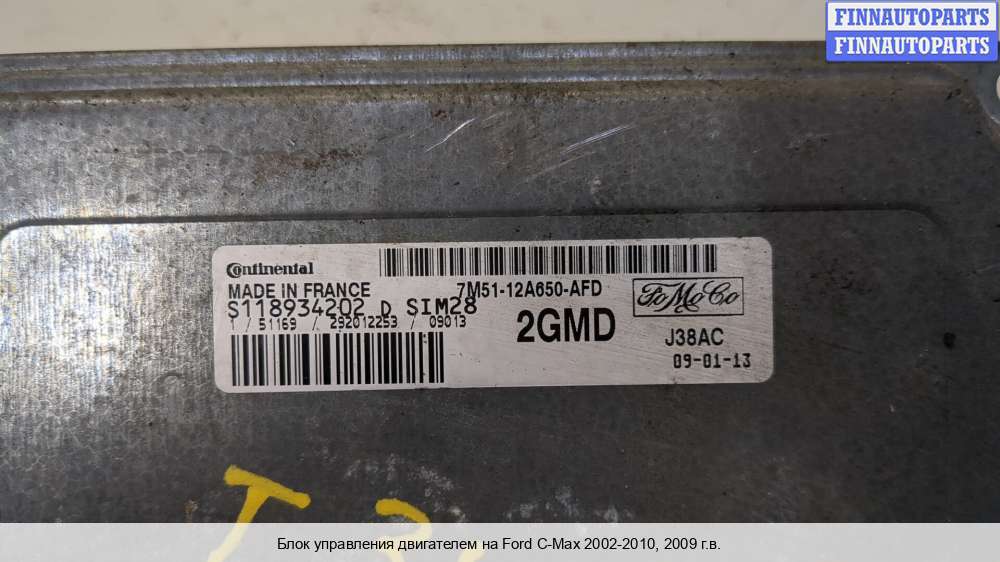 FINNAUTOPARTS
FINNAUTOPARTS
Continental
MADE IN FRANCE
7M51-12A650-AFD
FoMoCo
S118934202 D SIM28
1 / 51169 / 292012253 / 09013
2GMD
J38AC
09-01-13
Блок управления двигателем на Ford C-Max 2002-2010, 2009 г.в.